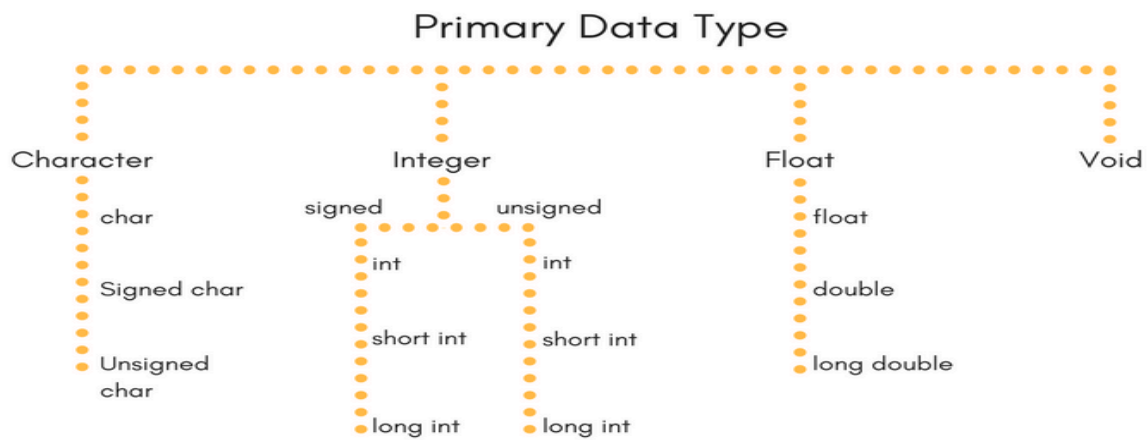 Primary Data Type
Character
Integer
Float
Void
char
Signed char
Unsigned
char
signed
unsigned
int
short int
long int
int
short int
long int
float
double
long double